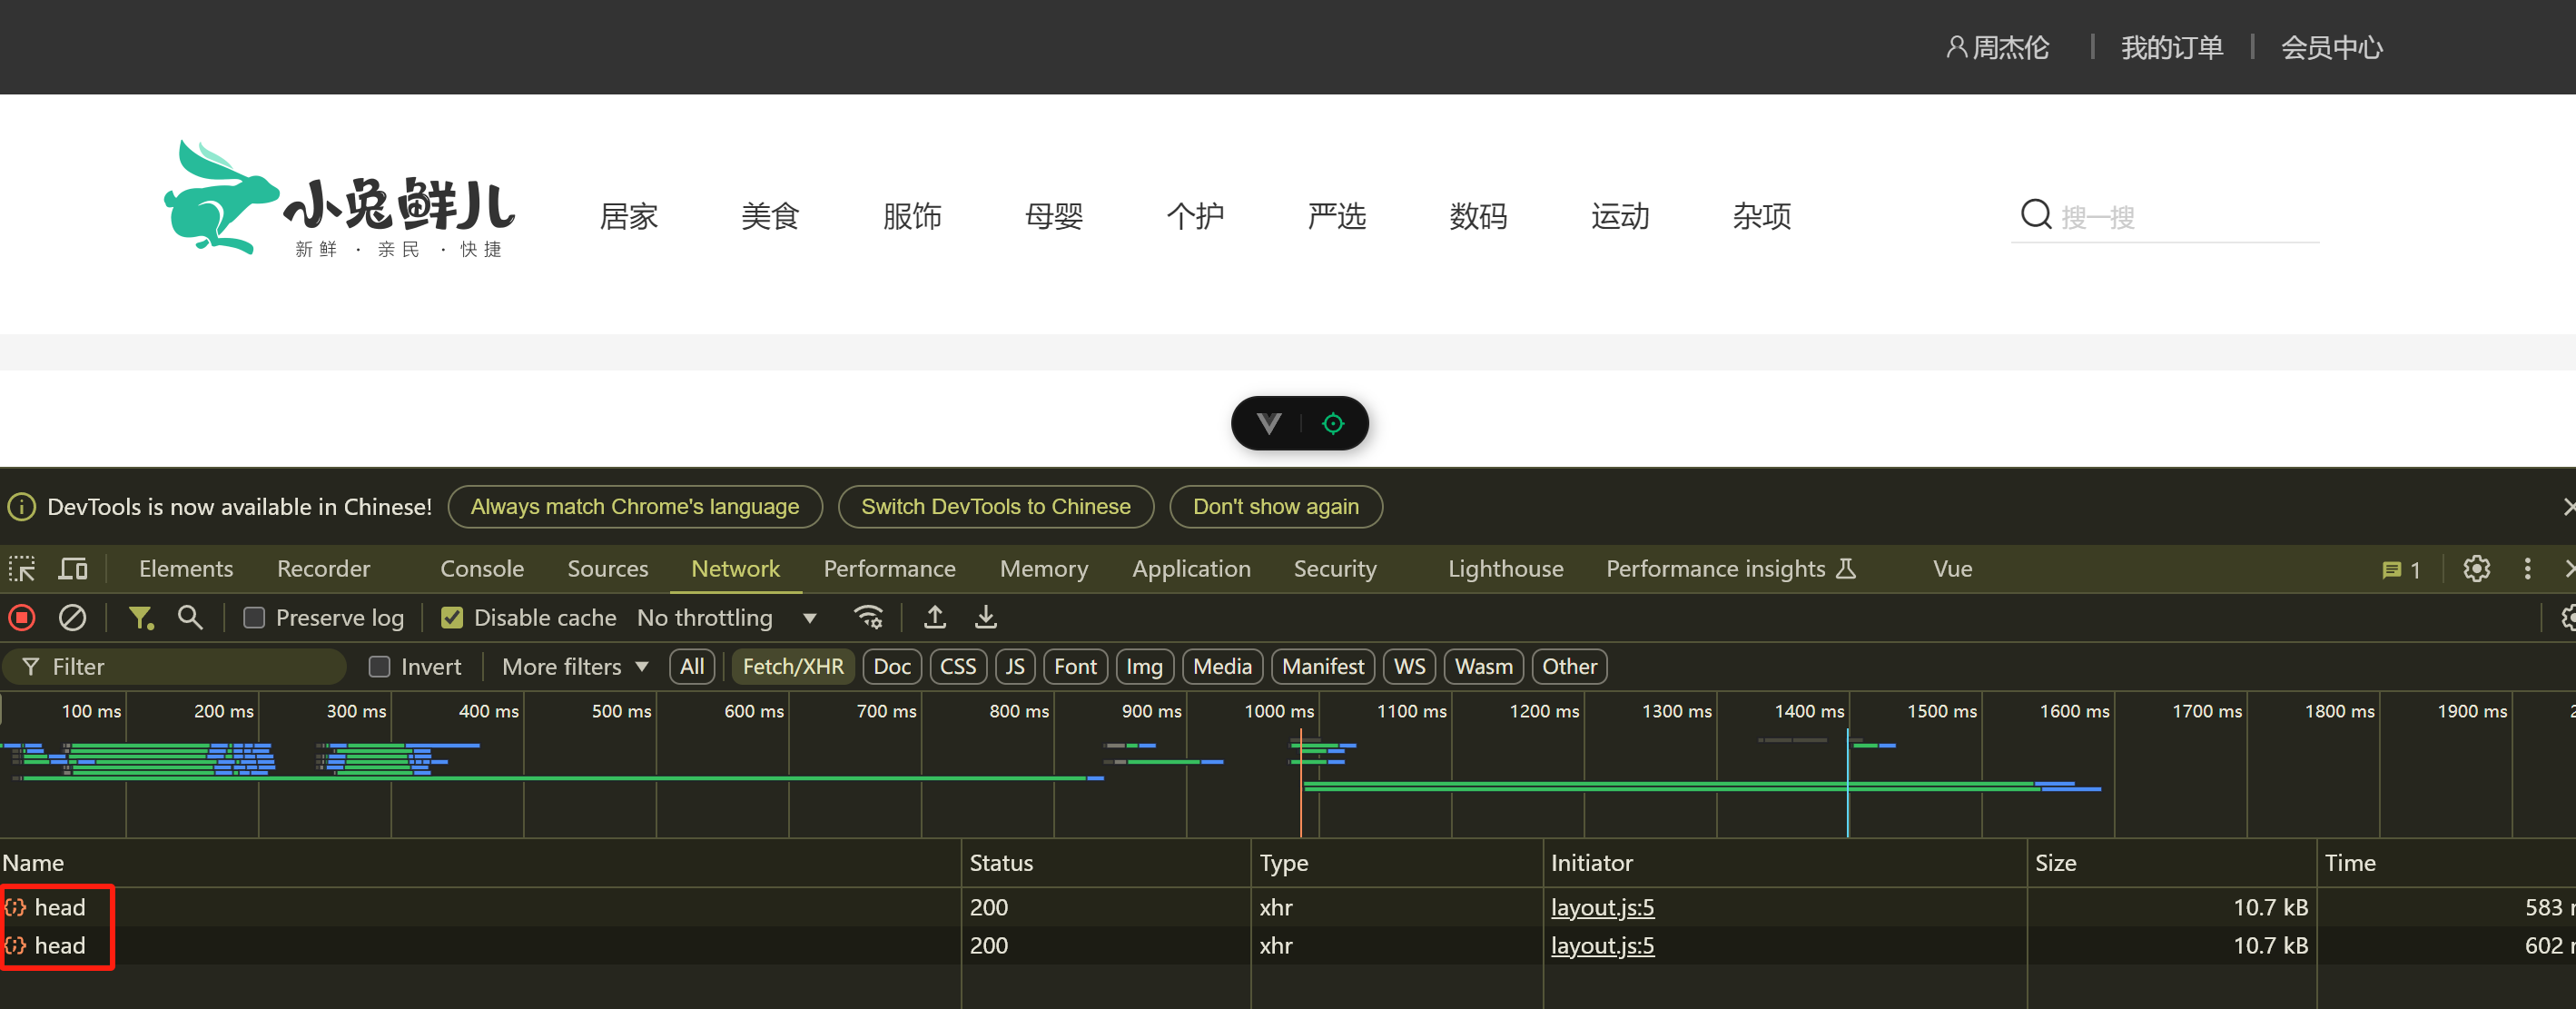 周杰伦 | 我的订单 | 会员中心
小兔鲜儿
新鲜 · 亲民 · 快捷
居家 美食 服饰 母婴 个护 严选 数码 运动 杂项
搜一搜
DevTools is now available in Chinese! Always match Chrome's language Switch DevTools to Chinese Don't show again
Elements Recorder Console Sources Network Performance Memory Application Security Lighthouse Performance insights Vue 1
Preserve log Disable cache No throttling
Filter Invert More filters All Fetch/XHR Doc CSS JS Font Img Media Manifest WS Wasm Other
100 ms 200 ms 300 ms 400 ms 500 ms 600 ms 700 ms 800 ms 900 ms 1000 ms 1100 ms 1200 ms 1300 ms 1400 ms 1500 ms 1600 ms 1700 ms 1800 ms 1900 ms
Name Status Type Initiator Size Time
head 200 xhr layout.js:5 10.7 kB 583
head 200 xhr layout.js:5 10.7 kB 602